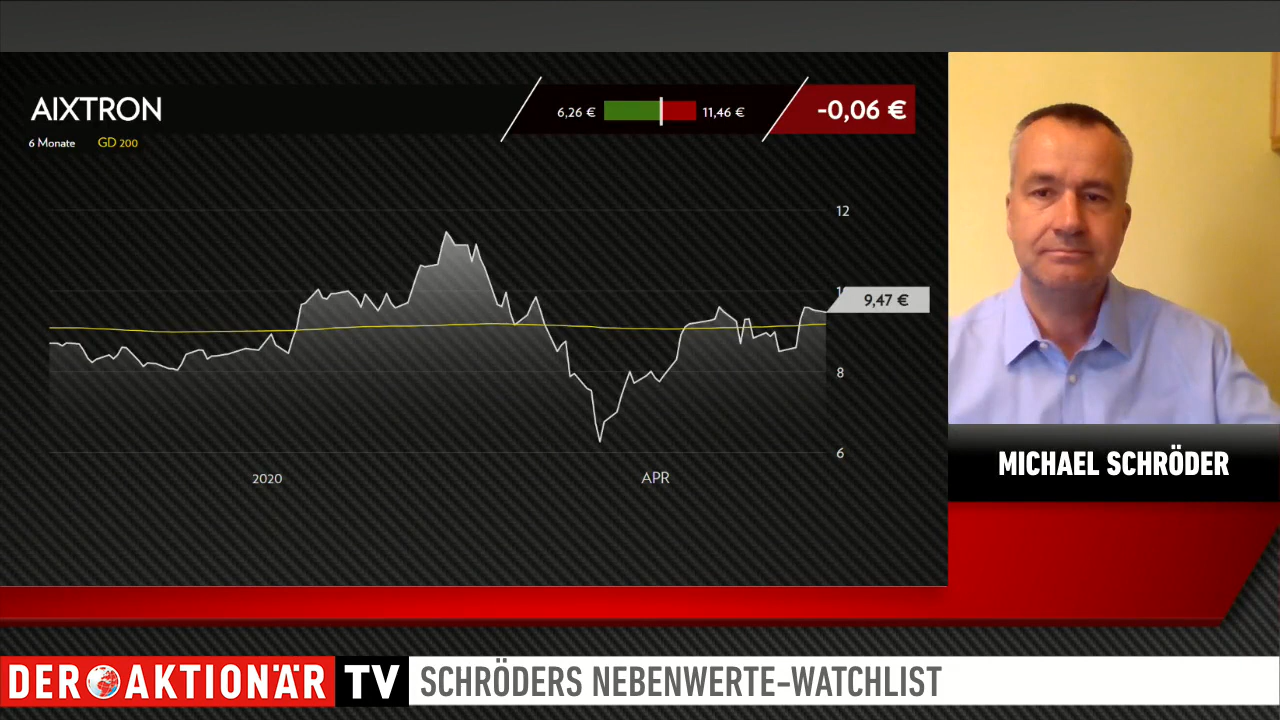 AIXTRON
6,26 €
11,46 €
-0,06 €
6 Monate
GD 200
12
9,47 €
8
6
2020
APR
MICHAEL SCHRÖDER
DER AKTIONÄR TV
SCHRÖDERS NEBENWERTE-WATCHLIST